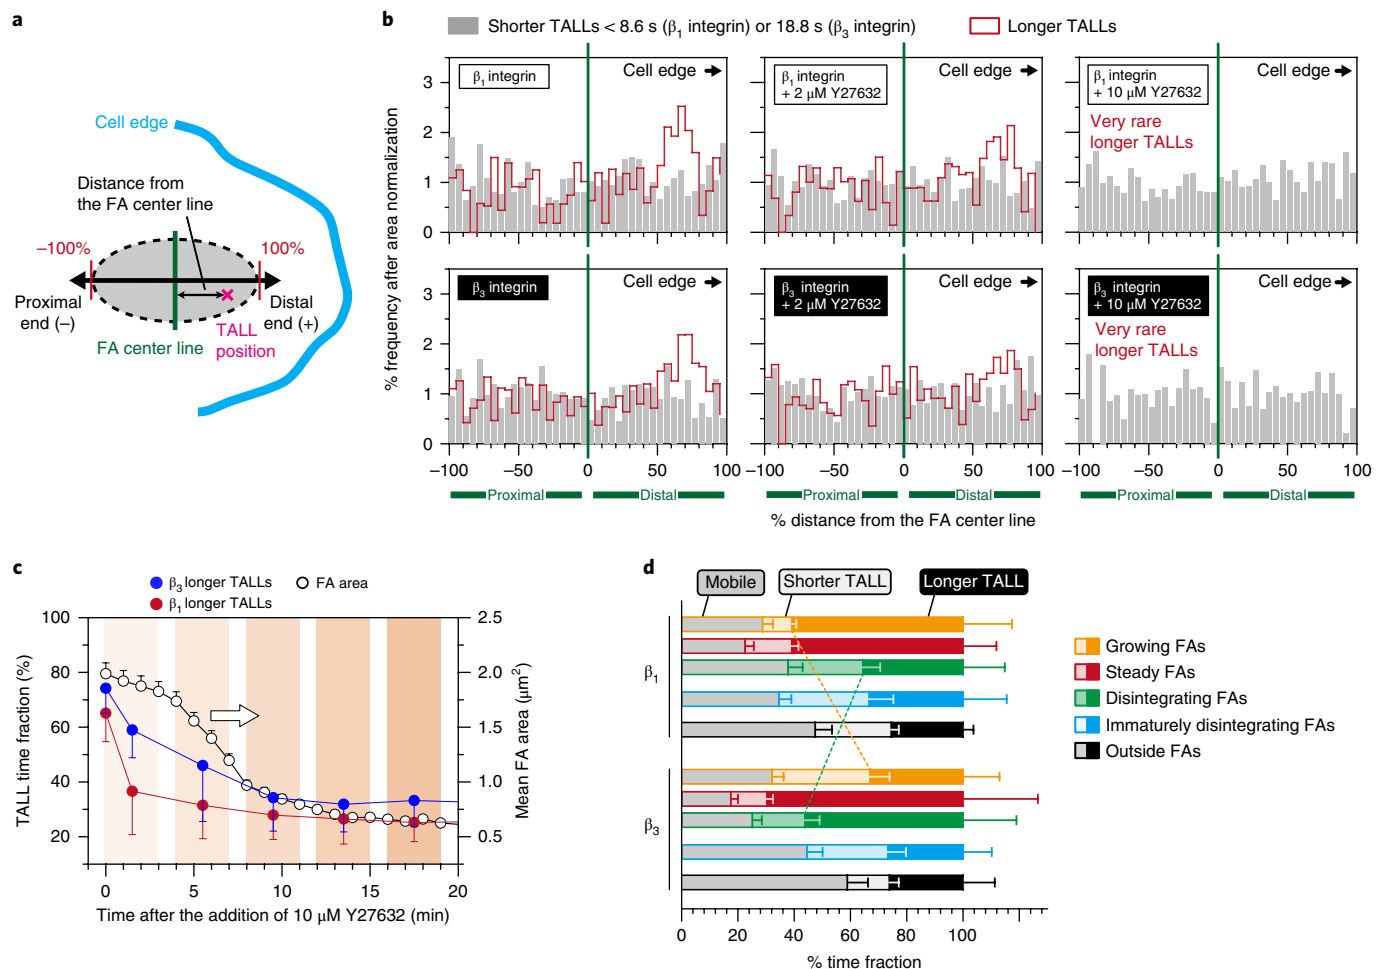 a
Cell edge
Distance from
the FA center line
−100%
100%
Proximal
end (−)
Distal
end (+)
TALL
position
FA center line
b
Shorter TALLs < 8.6 s (β1 integrin) or 18.8 s (β3 integrin)
Longer TALLs
% frequency after area normalization
3
2
1
0
β1 integrin
Cell edge
β1 integrin
+ 2 μM Y27632
Cell edge
β1 integrin
+ 10 μM Y27632
Cell edge
Very rare
longer TALLs
3
2
1
0
β3 integrin
Cell edge
β3 integrin
+ 2 μM Y27632
Cell edge
β3 integrin
+ 10 μM Y27632
Cell edge
Very rare
longer TALLs
−100 −50 0 50 100
−100 −50 0 50 100
−100 −50 0 50 100
Proximal Distal
Proximal Distal
Proximal Distal
% distance from the FA center line
c
β3 longer TALLs
FA area
β1 longer TALLs
TALL time fraction (%)
100
80
60
40
20
2.5
2.0
1.5
1.0
0.5
Mean FA area (μm²)
0 5 10 15 20
Time after the addition of 10 μM Y27632 (min)
d
Mobile
Shorter TALL
Longer TALL
β1
β3
Growing FAs
Steady FAs
Disintegrating FAs
Immaturely disintegrating FAs
Outside FAs
0 20 40 60 80 100
% time fraction